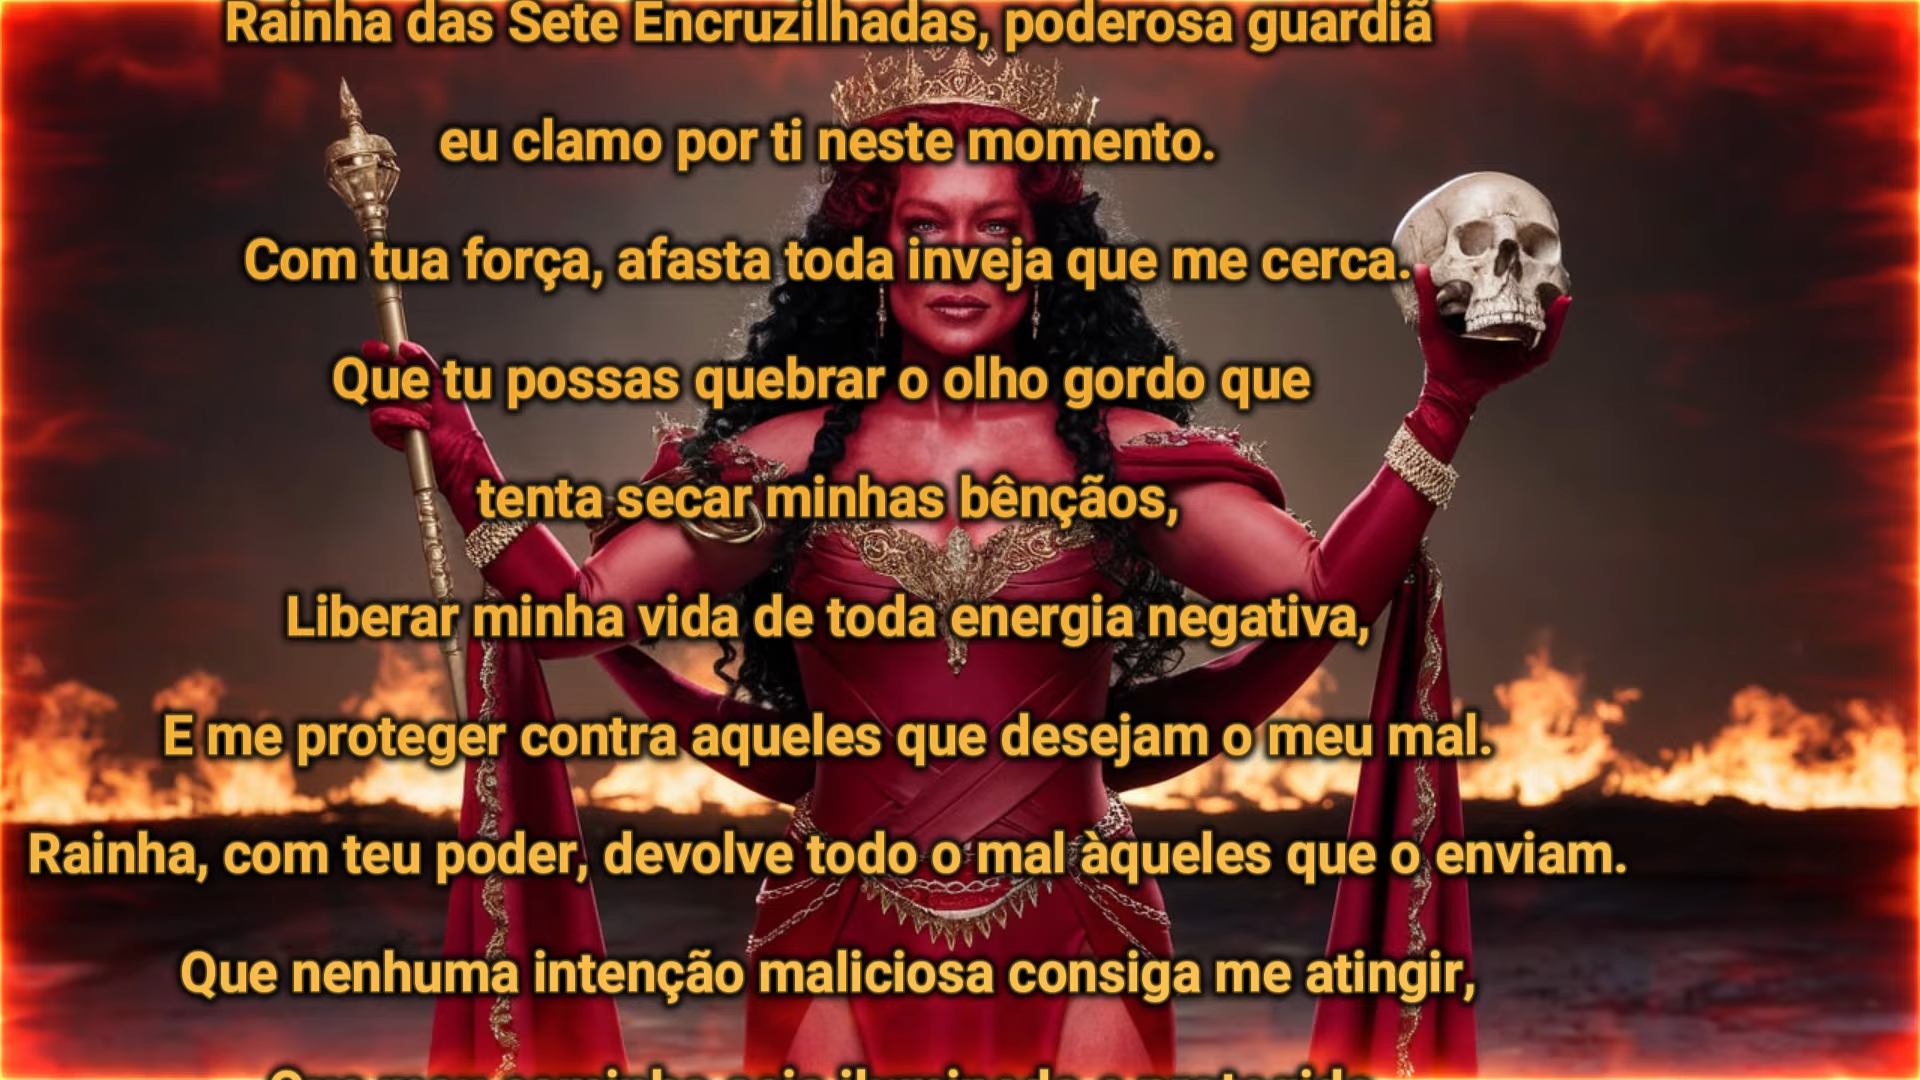 Rainha das Sete Encruzilhadas, poderosa guardiã
eu clamo por ti neste momento.
Com tua força, afasta toda inveja que me cerca.
Que tu possas quebrar o olho gordo que
tenta secar minhas bênçãos,
Liberar minha vida de toda energia negativa,
E me proteger contra aqueles que desejam o meu mal.
Rainha, com teu poder, devolve todo o mal àqueles que o enviam.
Que nenhuma intenção maliciosa consiga me atingir,